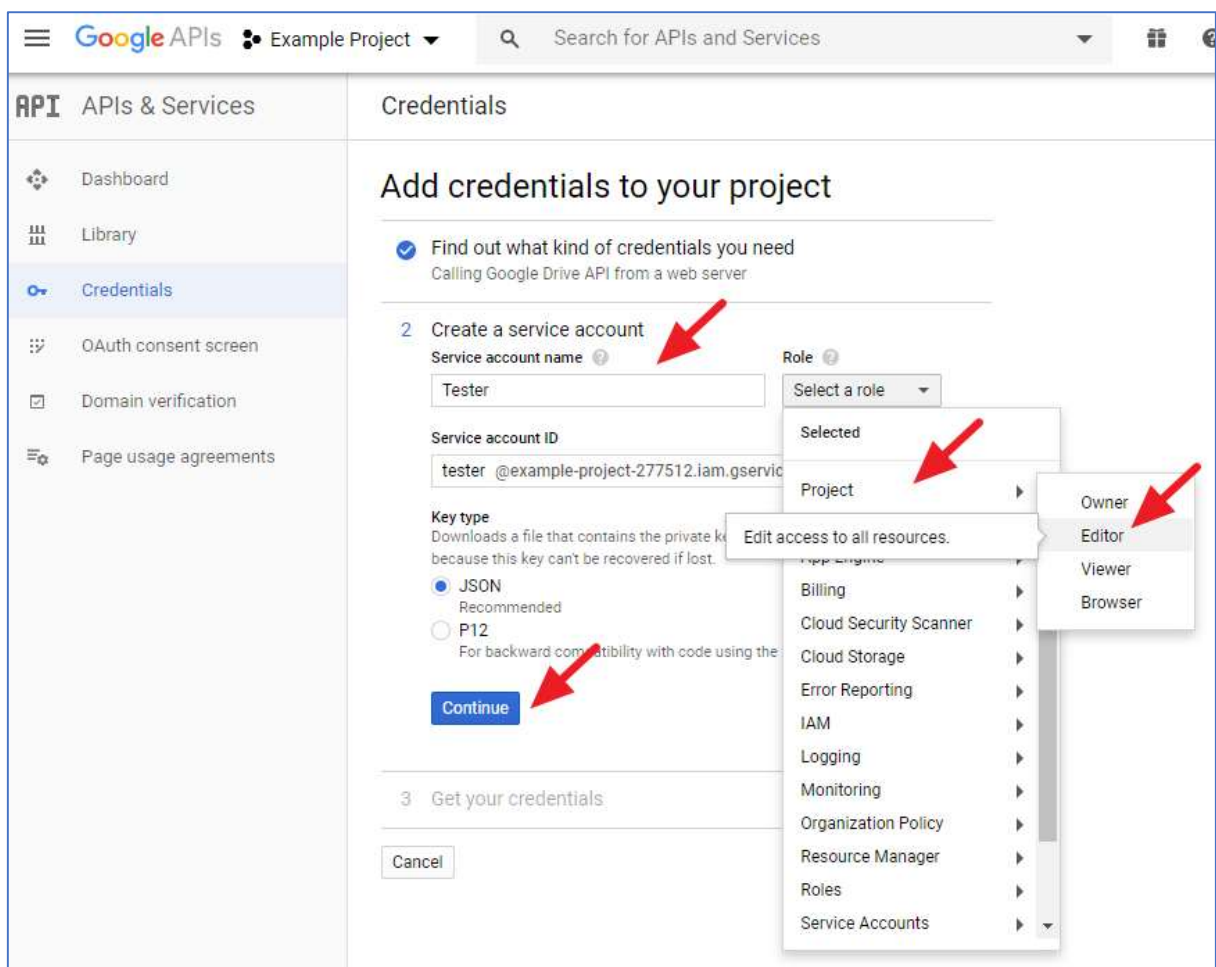 Google APIs Example Project Search for APIs and Services
API APIs & Services
Credentials
Dashboard
Library
Credentials
OAuth consent screen
Domain verification
Page usage agreements
Add credentials to your project
Find out what kind of credentials you need
Calling Google Drive API from a web server
2 Create a service account
Service account name
Role
Tester
Select a role
Service account ID
tester @example-project-277512.iam.gservic
Key type
Downloads a file that contains the private
because this key can't be recovered if lost.
JSON
Recommended
P12
For backward compatibility with code using the
Continue
3 Get your credentials
Cancel
Selected
Project
Edit access to all resources.
Owner
Editor
Viewer
Browser
App Engine
Billing
Cloud Security Scanner
Cloud Storage
Error Reporting
IAM
Logging
Monitoring
Organization Policy
Resource Manager
Roles
Service Accounts